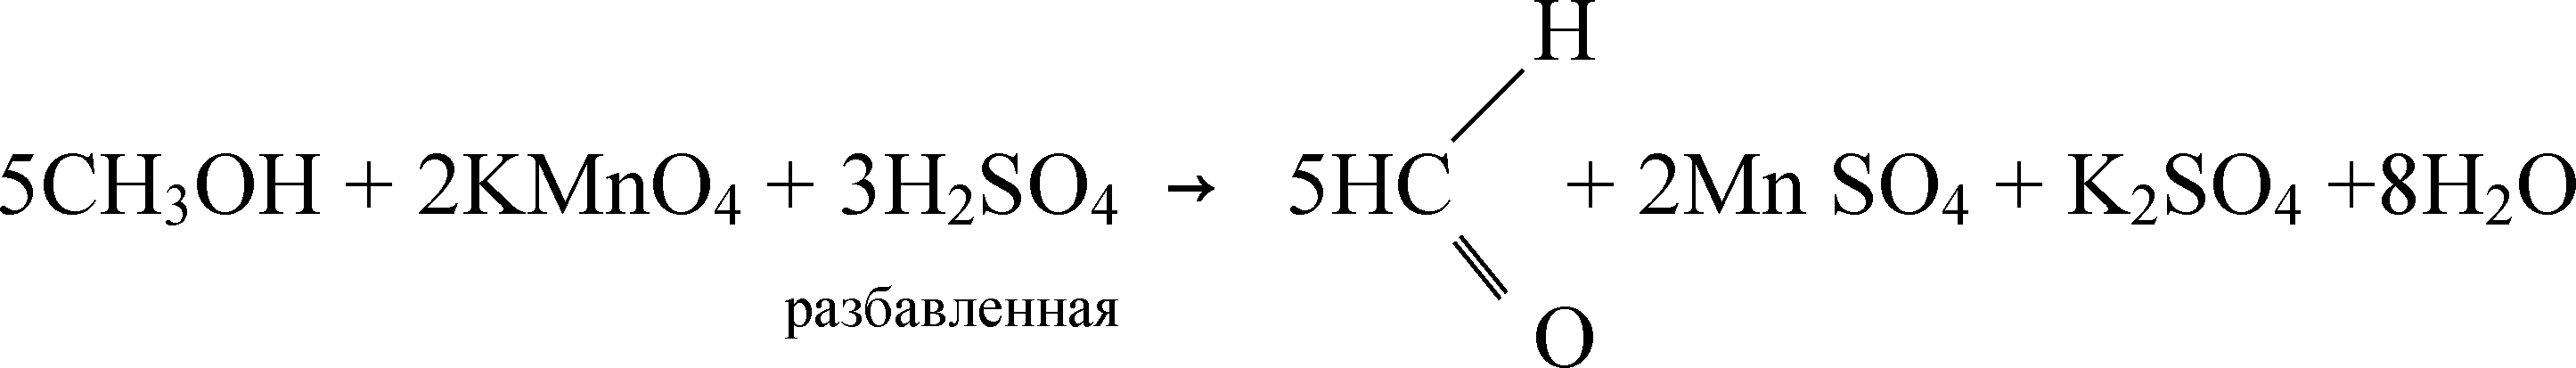 H
5CH₃OH + 2KMnO₄ + 3H₂SO₄ → 5HC + 2Mn SO₄ + K₂SO₄ +8H₂O
разбавленная
O